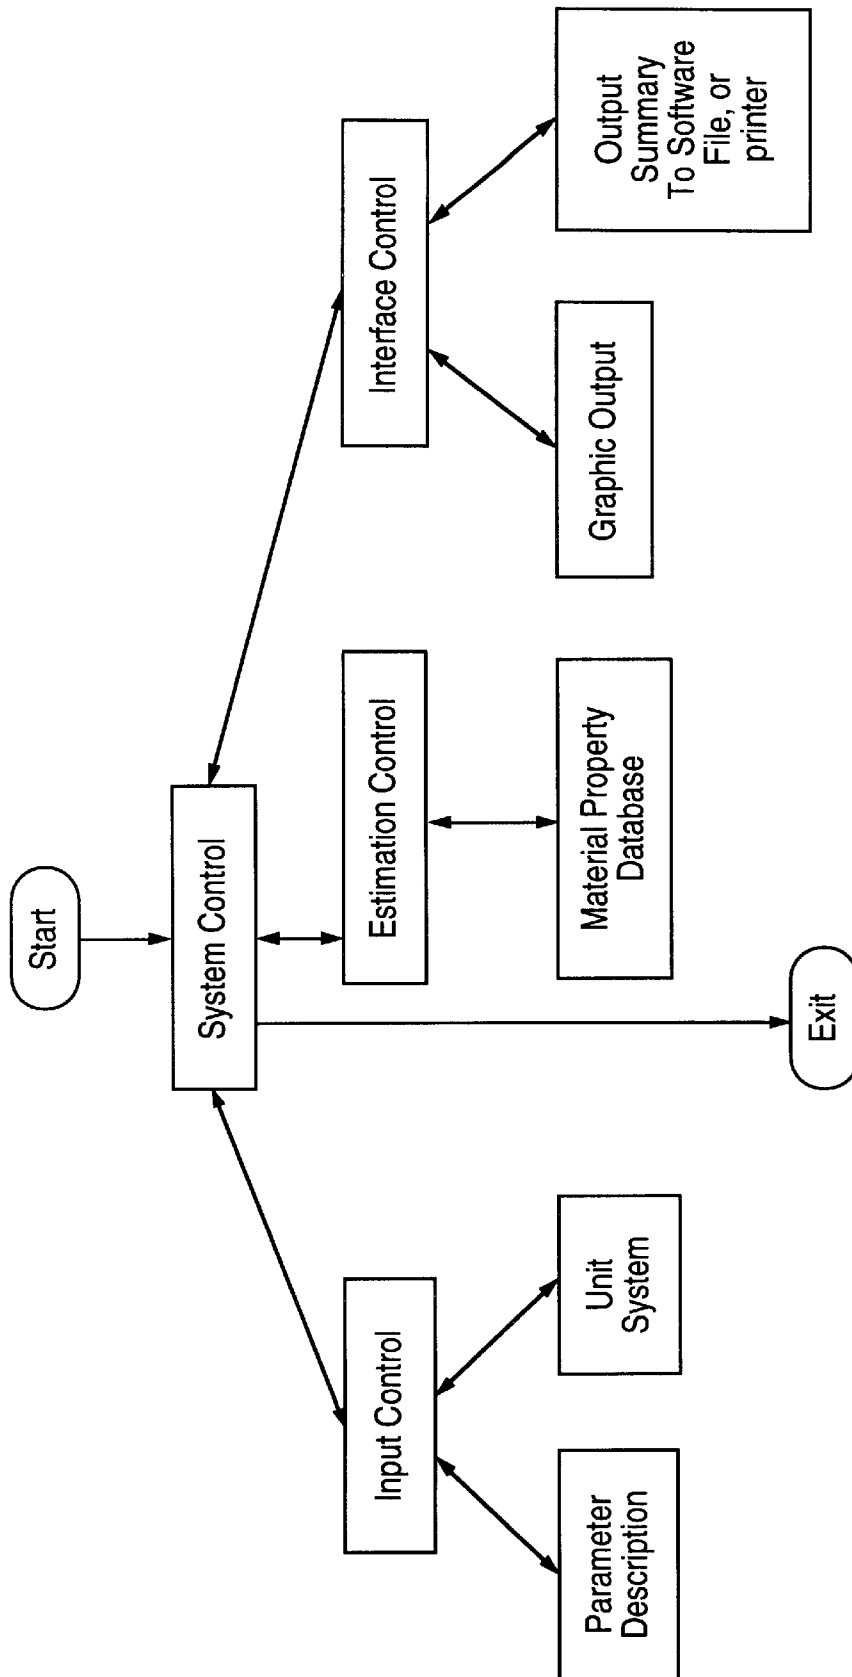 Start
System Control
Input Control
Estimation Control
Interface Control
Parameter
Description
Unit
System
Material Property
Database
Graphic Output
Output
Summary
To Software
File, or
printer
Exit